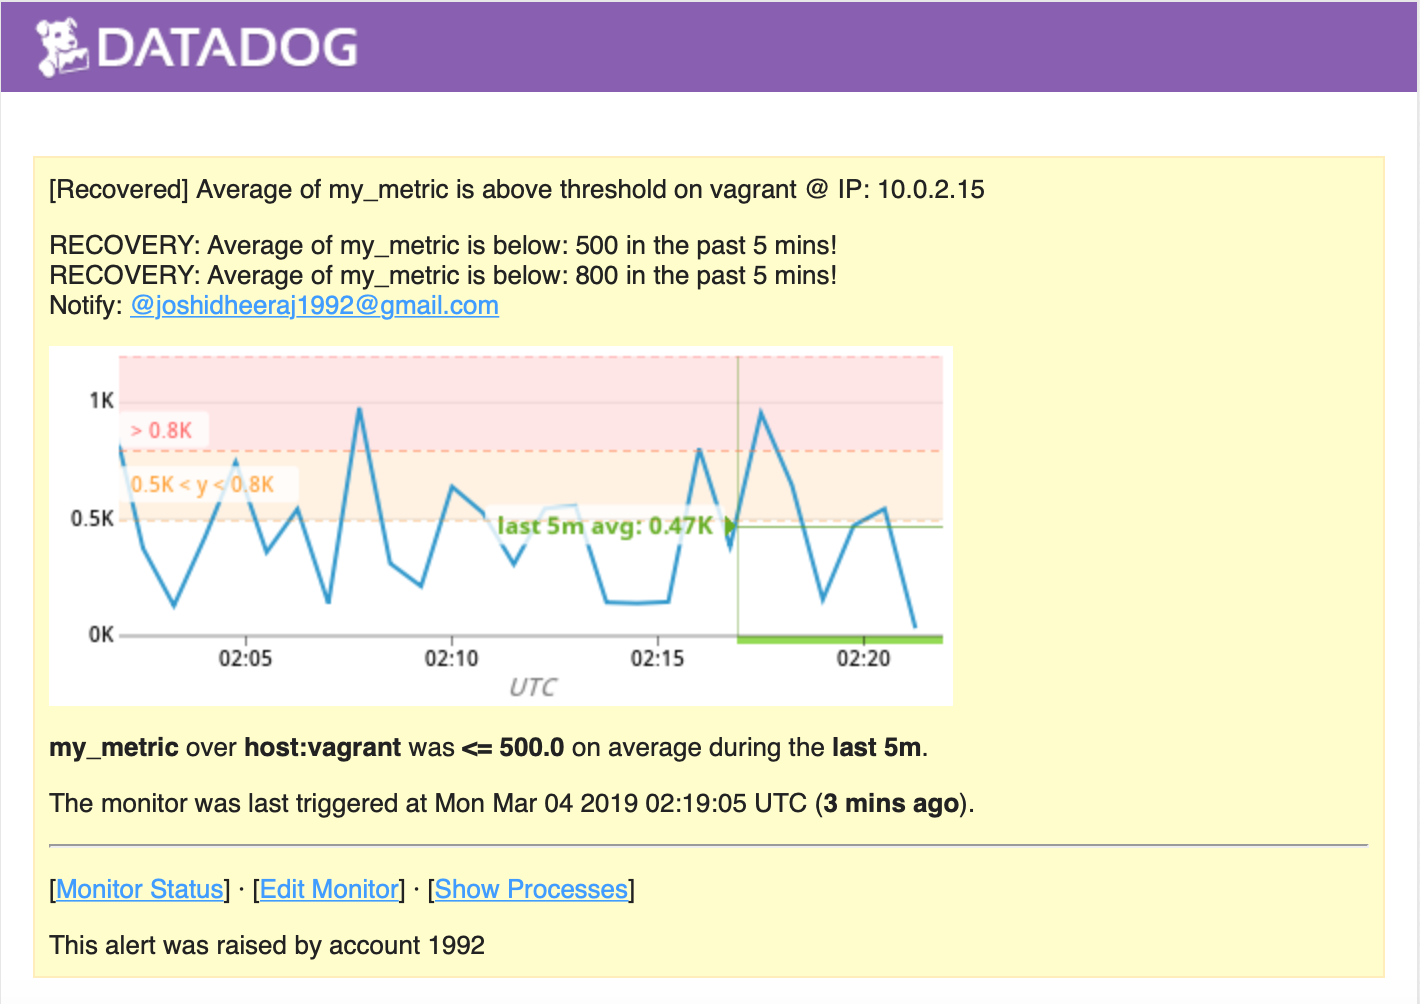 DATADOG
[Recovered] Average of my_metric is above threshold on vagrant @ IP: 10.0.2.15
RECOVERY: Average of my_metric is below: 500 in the past 5 mins!
RECOVERY: Average of my_metric is below: 800 in the past 5 mins!
Notify: @joshidheeraj1992@gmail.com
1K
> 0.8K
0.5K < y < 0.8K
0.5K
last 5m avg: 0.47K
0K
02:05 02:10 02:15 02:20
UTC
my_metric over host:vagrant was <= 500.0 on average during the last 5m.
The monitor was last triggered at Mon Mar 04 2019 02:19:05 UTC (3 mins ago).
[Monitor Status] · [Edit Monitor] · [Show Processes]
This alert was raised by account 1992